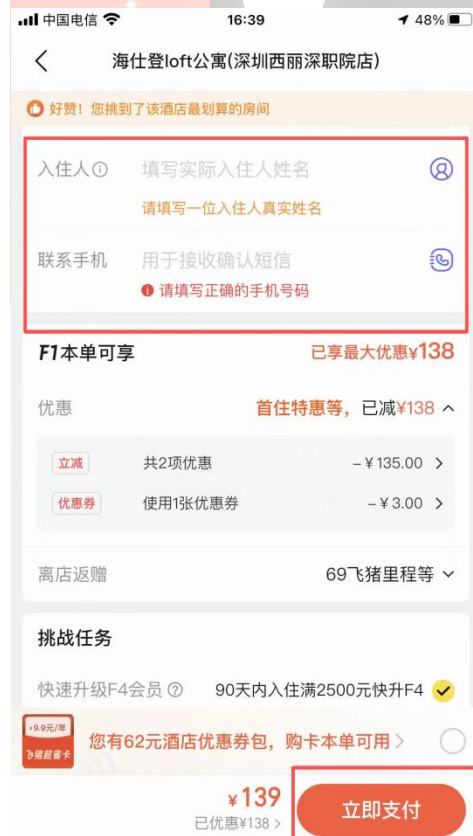 中国电信 16:39 48%
海仕登loft公寓(深圳西丽深职院店)
好赞！您挑到了该酒店最划算的房间
入住人 填写实际入住人姓名
请填写一位入住人真实姓名
联系手机 用于接收确认短信
请填写正确的手机号码
F1本单可享 已享最大优惠¥138
优惠 首住特惠等，已减¥138
立减 共2项优惠 -¥135.00
优惠券 使用1张优惠券 -¥3.00
离店返赠 69飞猪里程等
挑战任务
快速升级F4会员 90天内入住满2500元快升F4
¥9.9元/年
飞猪超省卡
您有62元酒店优惠券包，购卡本单可用
¥139
已优惠¥138
立即支付